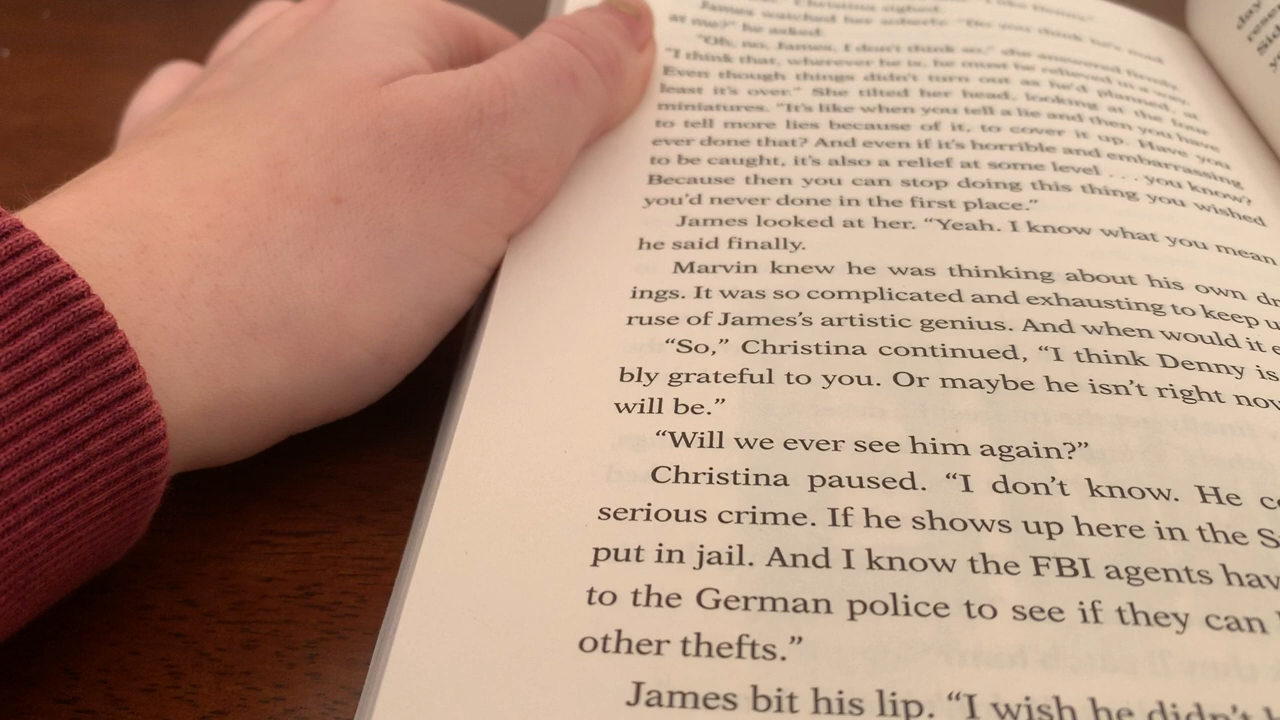 Christina sighed.
James watched her soberly. "Do you think he's mad
at me?" he asked.
"Oh, no, James, I don't think so," she answered firmly.
"I think that, wherever he is, he must be relieved in a way.
Even though things didn't turn out as he'd planned, at
least it's over." She tilted her head, looking at the four
miniatures. "It's like when you tell a lie and then you have
to tell more lies because of it, to cover it up. Have you
ever done that? And even if it's horrible and embarrassing
to be caught, it's also a relief at some level . . . you know?
Because then you can stop doing this thing you wished
you'd never done in the first place."
James looked at her. "Yeah. I know what you mean
he said finally.
Marvin knew he was thinking about his own dr
ings. It was so complicated and exhausting to keep u
ruse of James's artistic genius. And when would it e
"So," Christina continued, "I think Denny is
bly grateful to you. Or maybe he isn't right nov
will be."
"Will we ever see him again?"
Christina paused. "I don't know. He co
serious crime. If he shows up here in the S
put in jail. And I know the FBI agents hav
to the German police to see if they can
other thefts."
James bit his lip. "I wish he didn't h
day